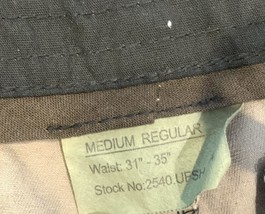 MEDIUM REGULAR
Waist: 31" - 35"
Stock No:2540.UFSH